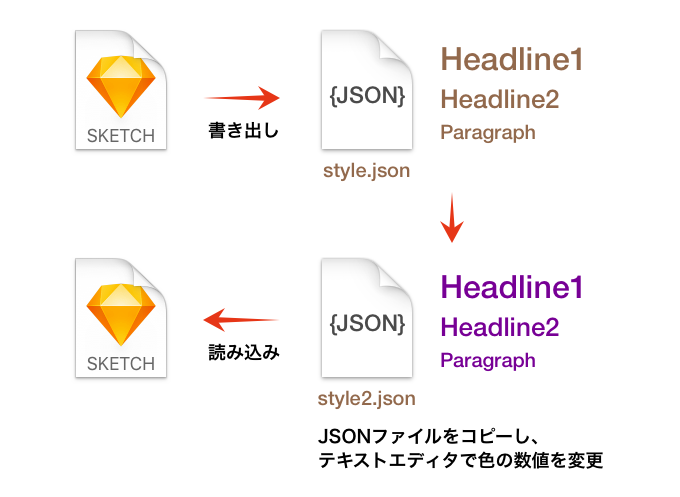 SKETCH
書き出し
{JSON}
style.json
Headline1
Headline2
Paragraph
SKETCH
読み込み
{JSON}
style2.json
Headline1
Headline2
Paragraph
JSONファイルをコピーし、
テキストエディタで色の数値を変更